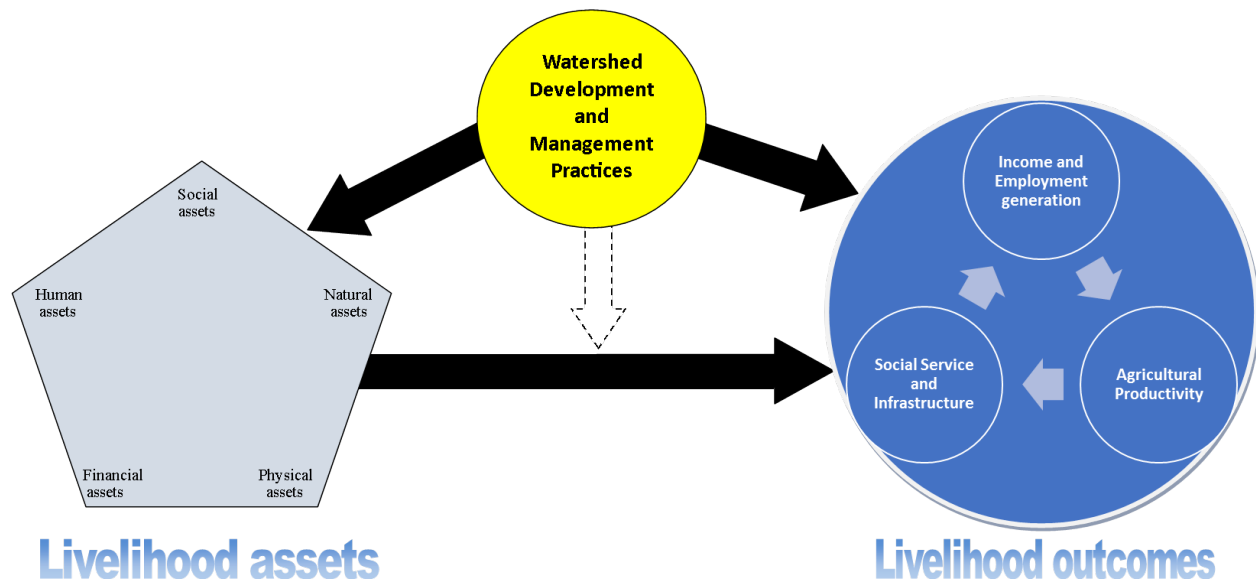 Watershed
Development
and
Management
Practices
Social
assets
Human
assets
Natural
assets
Financial
assets
Physical
assets
Livelihood assets
Income and
Employment
generation
Agricultural
Productivity
Social Service
and
Infrastructure
Livelihood outcomes